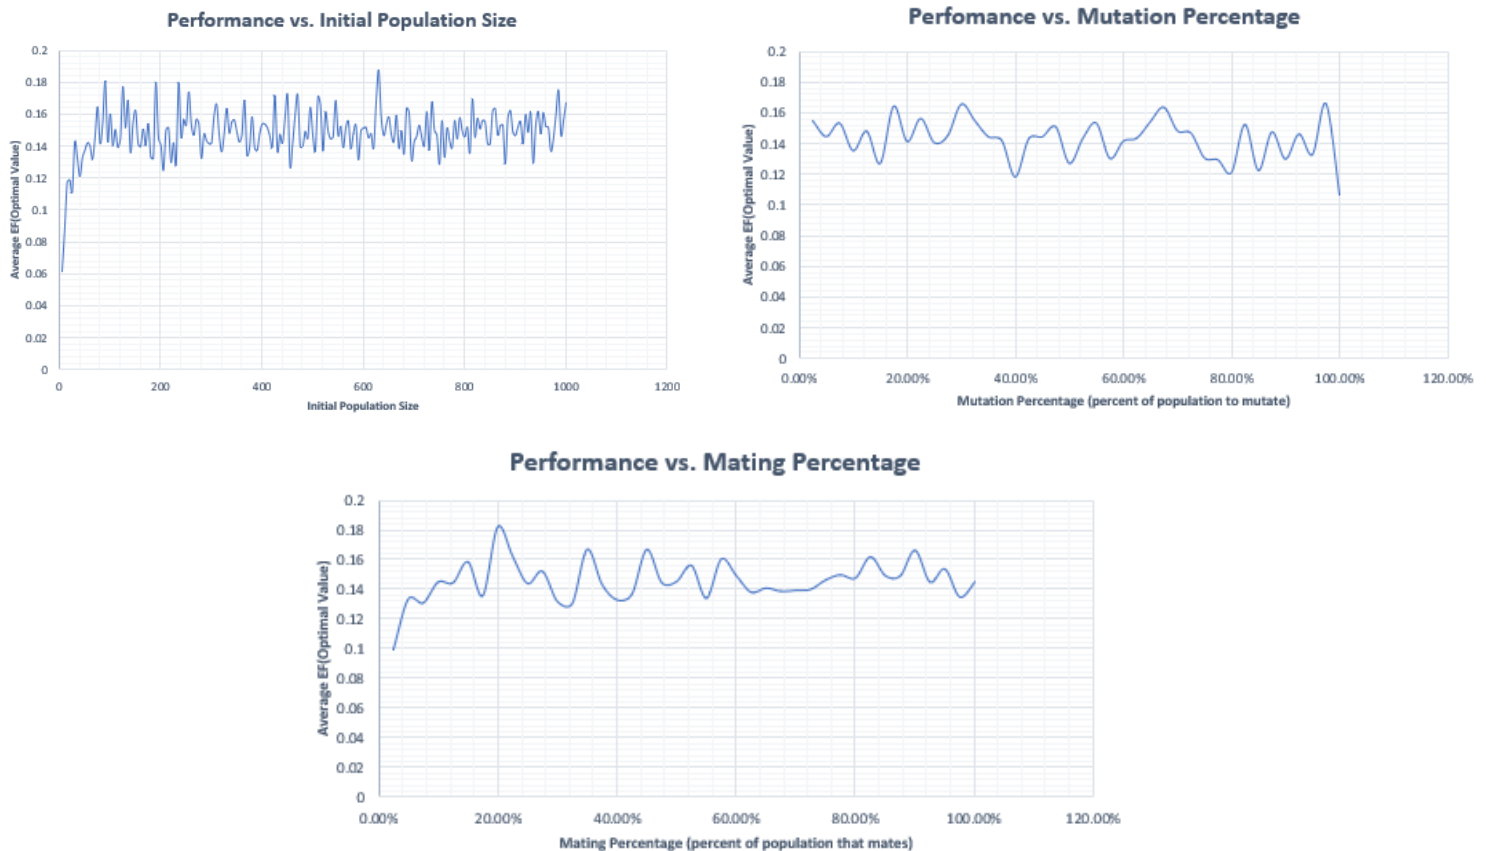 Performance vs. Initial Population Size
0.2
0.18
0.16
0.14
0.12
0.1
0.08
0.06
0.04
0.02
0
Average EF(Optimal Value)
0 200 400 600 800 1000 1200
Initial Population Size
Perfomance vs. Mutation Percentage
0.2
0.18
0.16
0.14
0.12
0.1
0.08
0.06
0.04
0.02
0
Average EF(Optimal Value)
0.00% 20.00% 40.00% 60.00% 80.00% 100.00% 120.00%
Mutation Percentage (percent of population to mutate)
Performance vs. Mating Percentage
0.2
0.18
0.16
0.14
0.12
0.1
0.08
0.06
0.04
0.02
0
Average EF(Optimal Value)
0.00% 20.00% 40.00% 60.00% 80.00% 100.00% 120.00%
Mating Percentage (percent of population that mates)